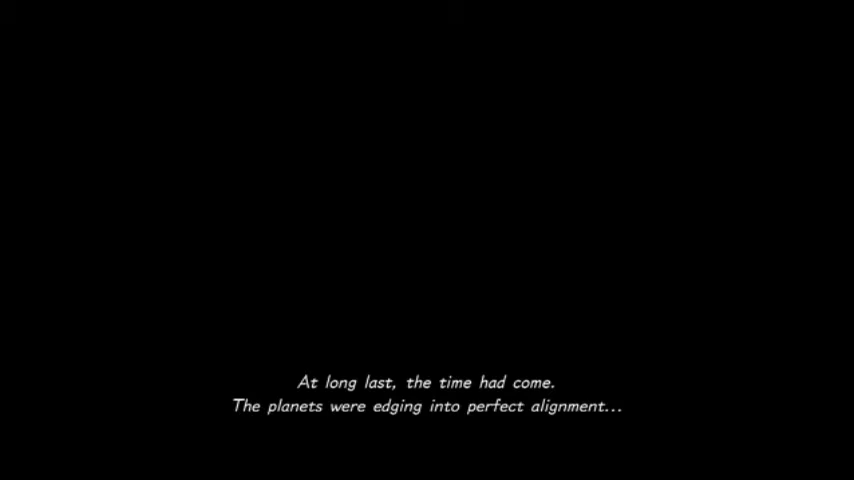 At long last, the time had come.
The planets were edging into perfect alignment...